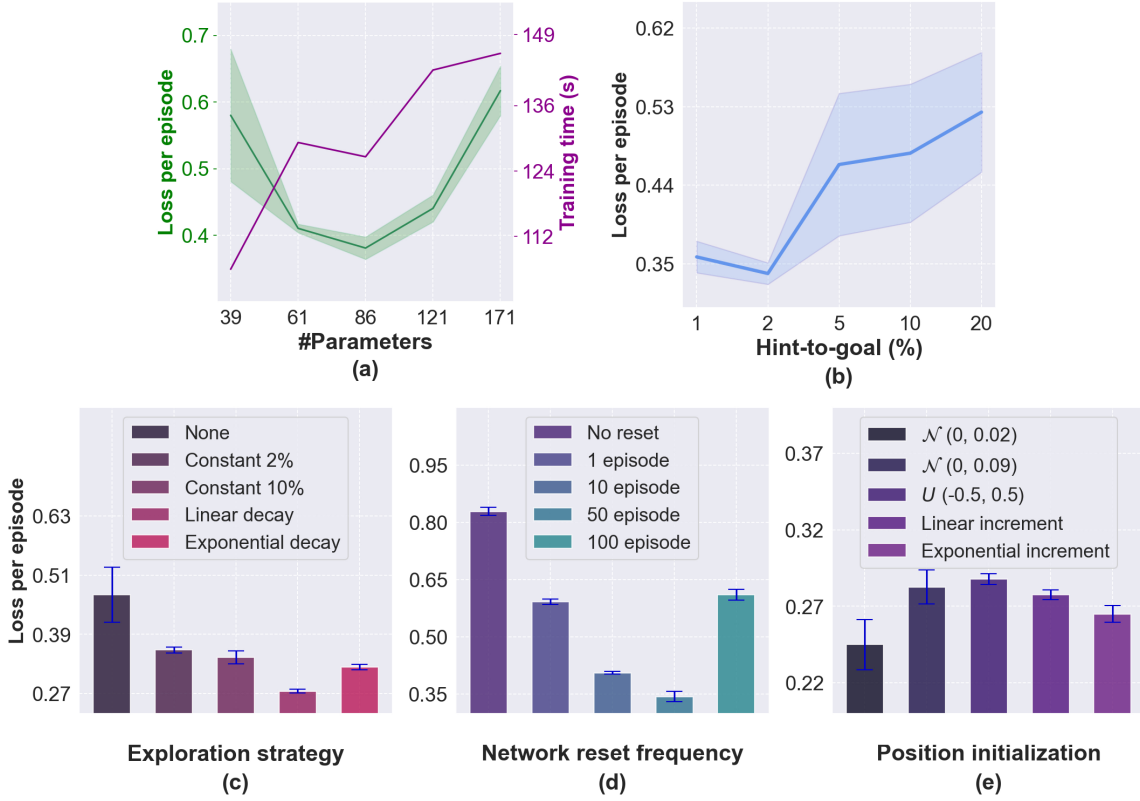 0.7
0.6
0.5
0.4
Loss per episode
149
136
124
112
Training time (s)
39 61 86 121 171
#Parameters
(a)
0.62
0.53
0.44
0.35
Loss per episode
1 2 5 10 20
Hint-to-goal (%)
(b)
Loss per episode
0.63
0.51
0.39
0.27
None
Constant 2%
Constant 10%
Linear decay
Exponential decay
Exploration strategy
(c)
0.95
0.80
0.65
0.50
0.35
No reset
1 episode
10 episode
50 episode
100 episode
Network reset frequency
(d)
0.37
0.32
0.27
0.22
𝒩 (0, 0.02)
𝒩 (0, 0.09)
U (-0.5, 0.5)
Linear increment
Exponential increment
Position initialization
(e)